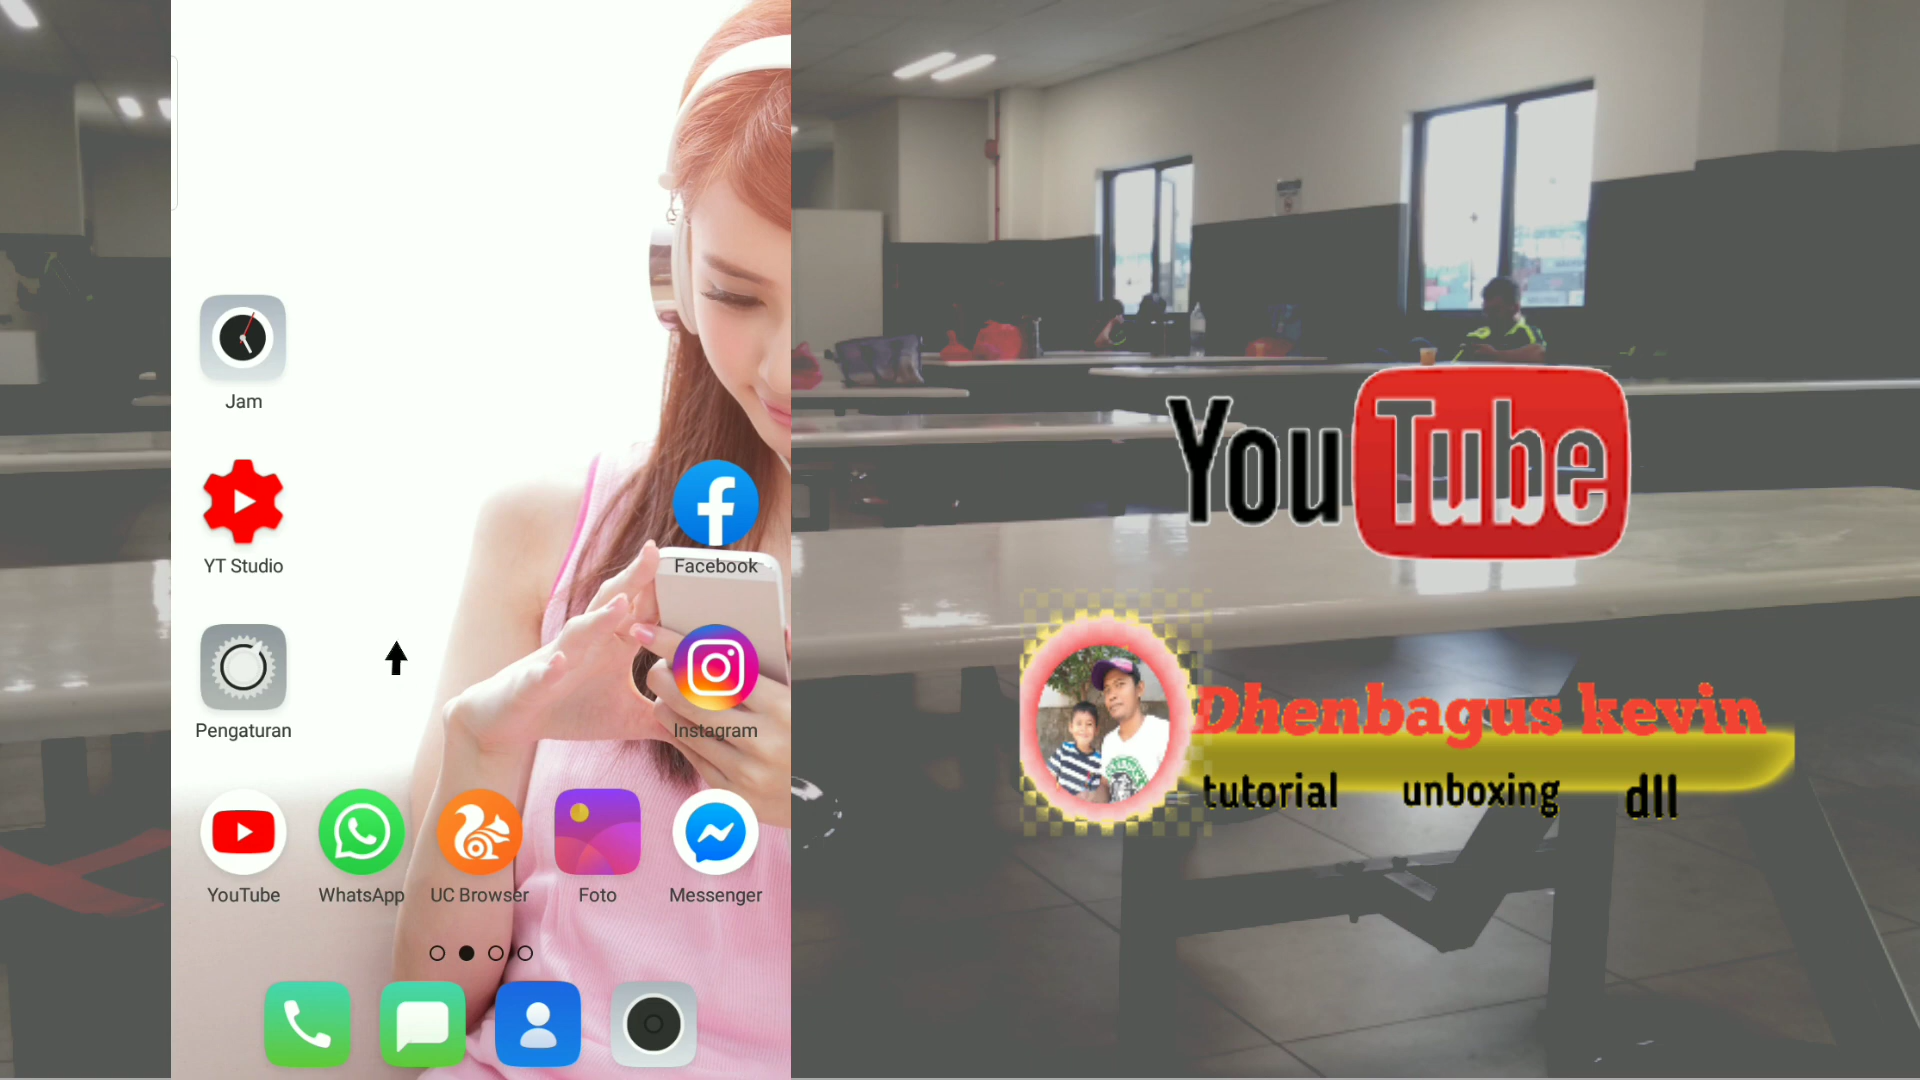 Jam
YT Studio
Facebook
Pengaturan
Instagram
YouTube
WhatsApp
UC Browser
Foto
Messenger
YouTube
Dhenbagus kevin
tutorial unboxing dll